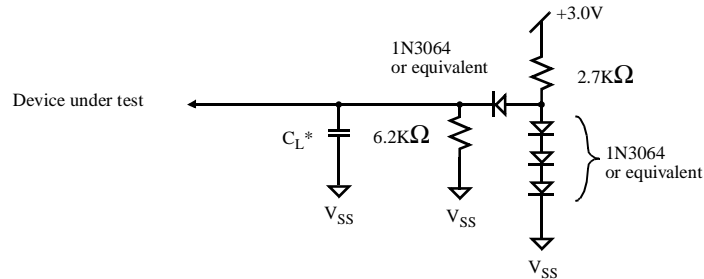 +3.0V
1N3064
or equivalent
2.7KΩ
Device under test
C_L*
6.2KΩ
1N3064
or equivalent
V_SS
V_SS
V_SS